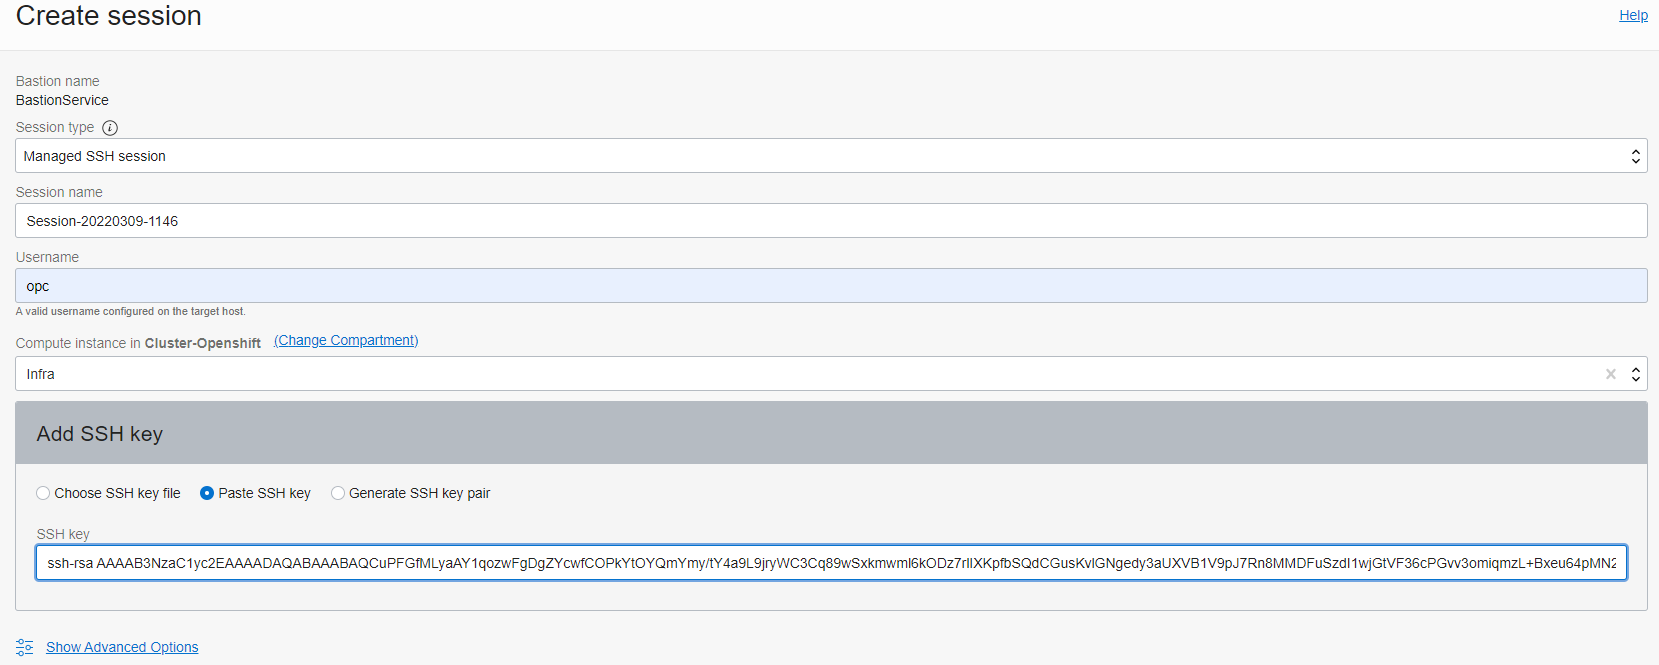 Create session
Help
Bastion name
BastionService
Session type
Managed SSH session
Session name
Session-20220309-1146
Username
opc
A valid username configured on the target host.
Compute instance in Cluster-Openshift (Change Compartment)
Infra
Add SSH key
Choose SSH key file Paste SSH key Generate SSH key pair
SSH key
ssh-rsa AAAAB3NzaC1yc2EAAAADAQABAAABAQCuPFGfMLyaAY1qozwFgDgZYcwfCOPkYtOYQmYmy/tY4a9L9jryWC3Cq89wSxkmwml6kODz7rIIXKpfbSQdCGusKvlGNgedy3aUXVB1V9pJ7Rn8MMDFuSzdI1wjGtVF36cPGvv3omiqmzL+Bxeu64pMN2
Show Advanced Options